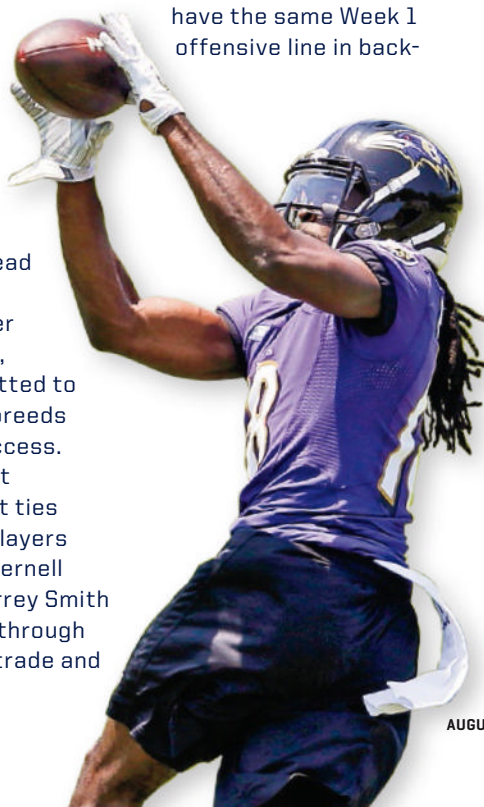 have the same Week 1
offensive line in back-
ead
er
,
tted to
breeds
ccess.
t
t ties
layers
ernell
rrey Smith
through
trade and
AUGU